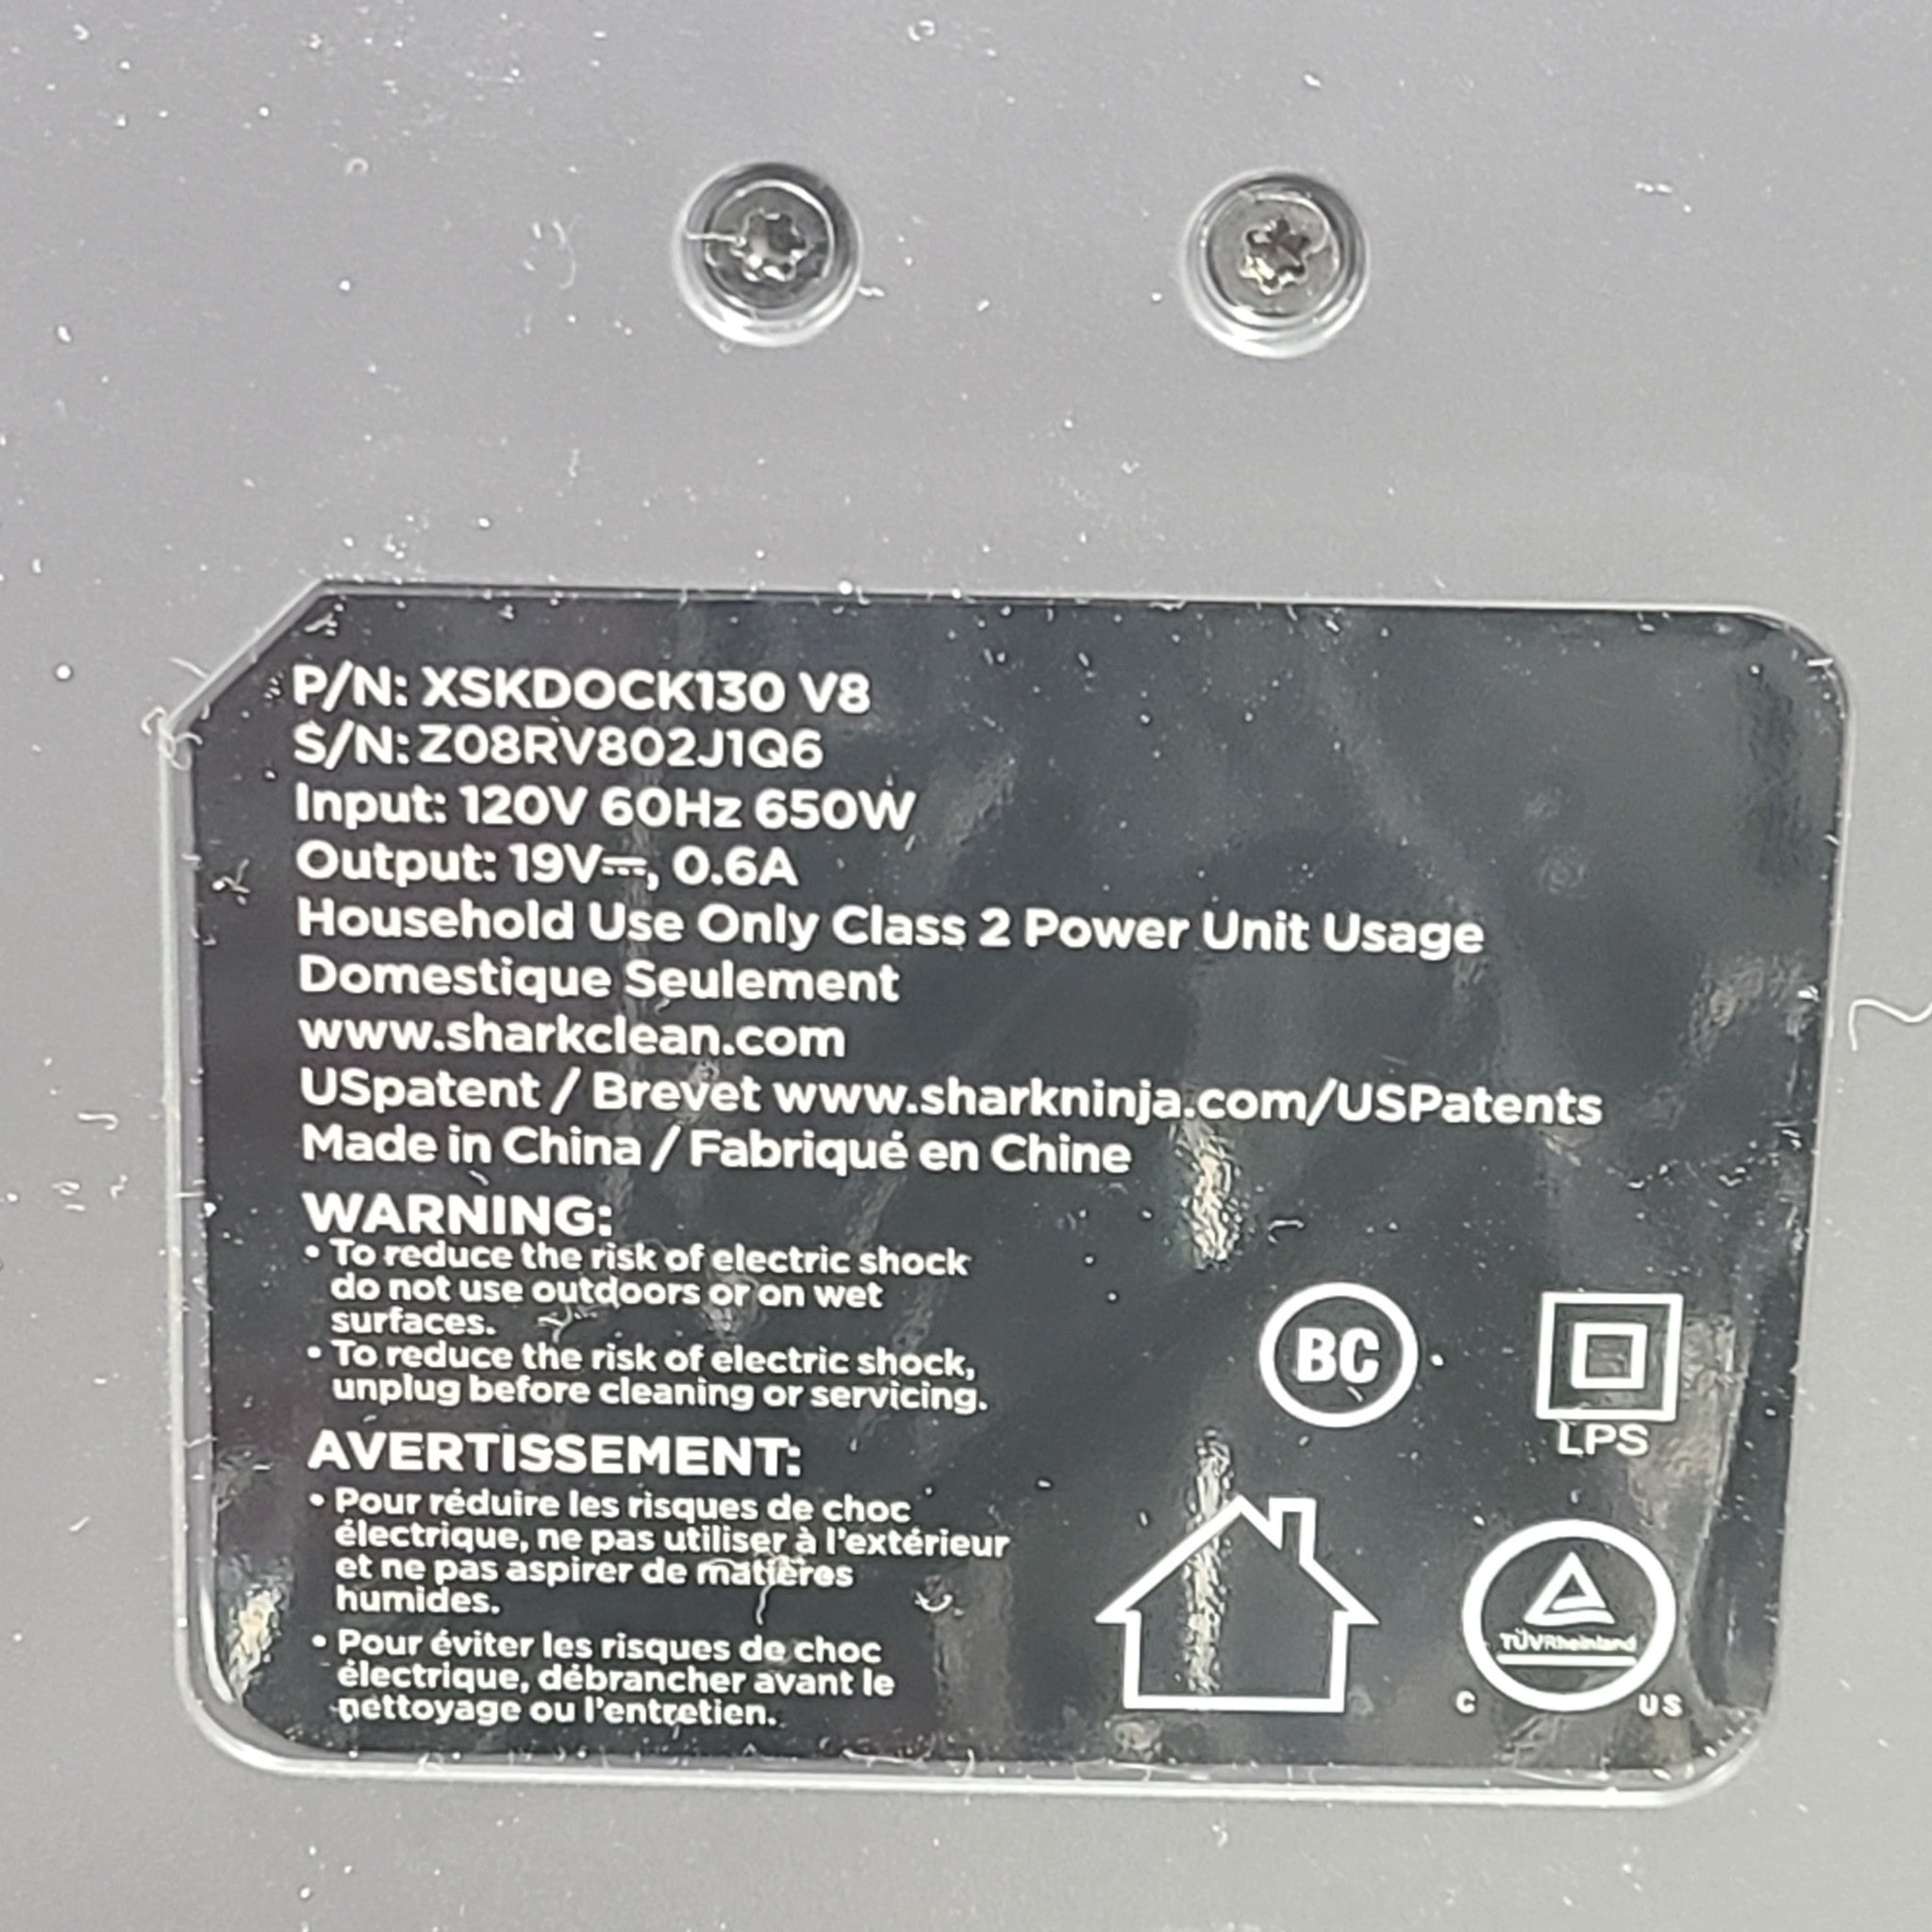 P/N: XSKDOCK130 V8
S/N: Z08RV802J1Q6
Input: 120V 60Hz 650W
Output: 19V⎓, 0.6A
Household Use Only Class 2 Power Unit Usage
Domestique Seulement
www.sharkclean.com
USpatent / Brevet www.sharkninja.com/USPatents
Made in China / Fabriqué en Chine
WARNING:
• To reduce the risk of electric shock
do not use outdoors or on wet
surfaces.
• To reduce the risk of electric shock,
unplug before cleaning or servicing.
AVERTISSEMENT:
• Pour réduire les risques de choc
électrique, ne pas utiliser à l'extérieur
et ne pas aspirer de matières
humides.
• Pour éviter les risques de choc
électrique, débrancher avant le
nettoyage ou l'entretien.
BC
LPS
TÜVRheinland
C US